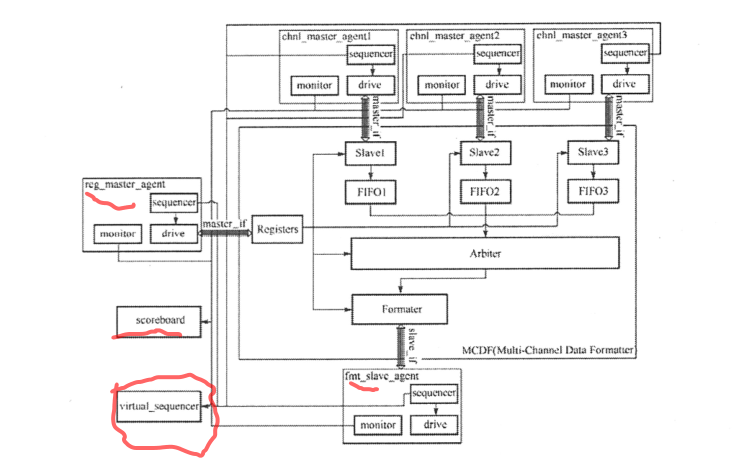 chnl_master_agent1
chnl_master_agent2
chnl_master_agent3
sequencer
sequencer
sequencer
monitor
drive
monitor
drive
monitor
drive
master_if
master_if
master_if
Slave1
Slave2
Slave3
FIFO1
FIFO2
FIFO3
reg_master_agent
sequencer
monitor
drive
master_if
Registers
Arbiter
Formater
scoreboard
slave_if
MCDF(Multi-Channel Data Formatter
fmt_slave_agent
virtual_sequencer
sequencer
monitor
drive